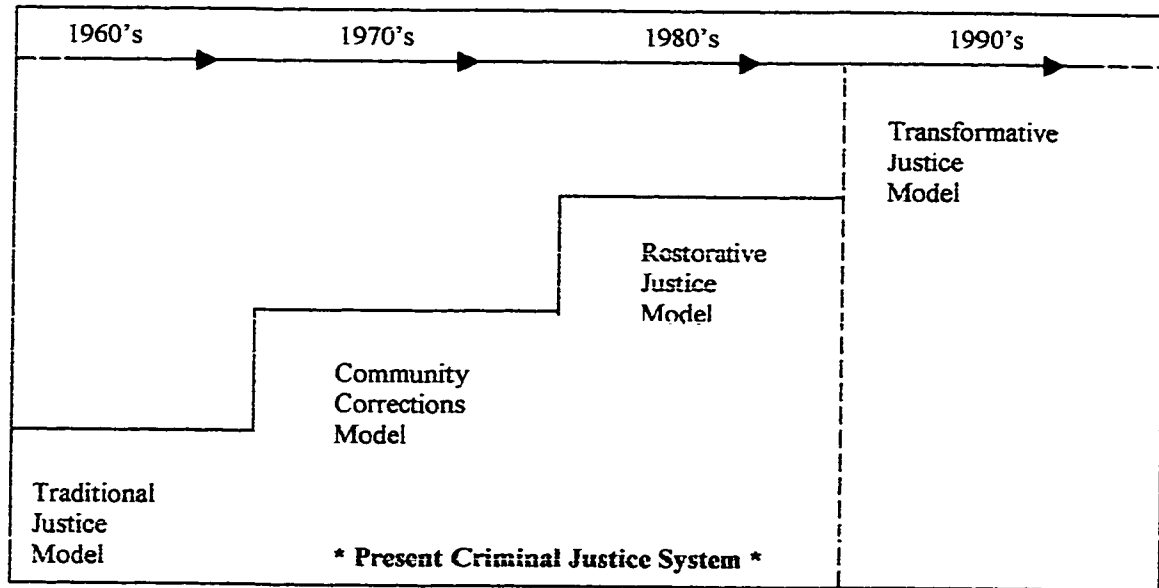 1960's 1970's 1980's 1990's
Transformative
Justice
Model
Restorative
Justice
Model
Community
Corrections
Model
Traditional
Justice
Model
* Present Criminal Justice System *